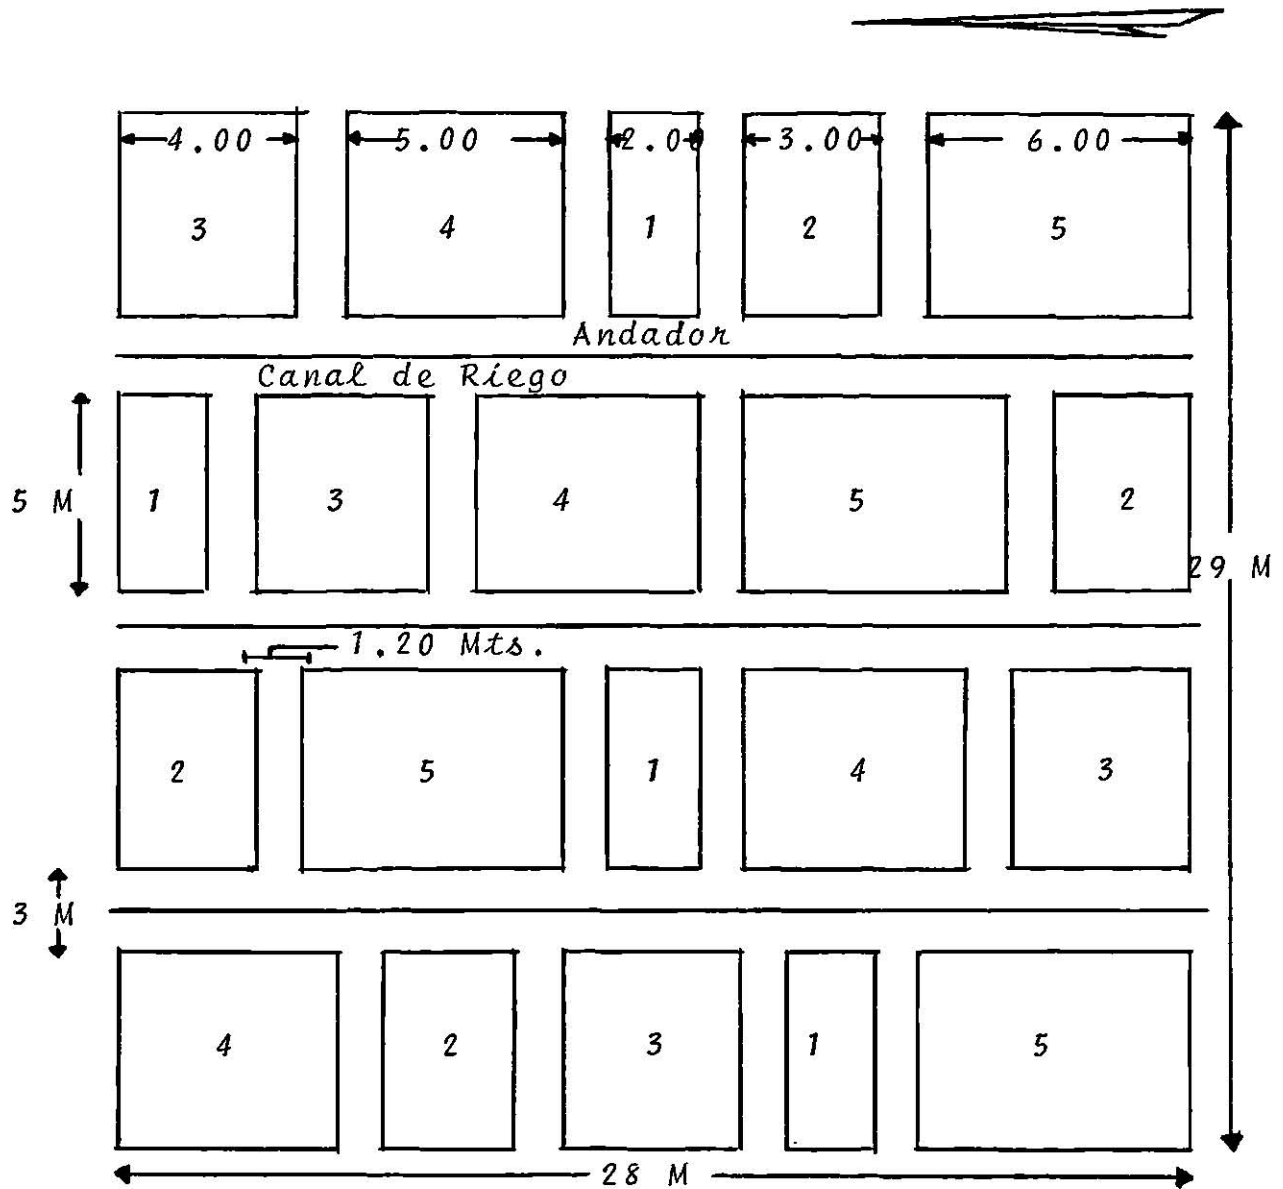 4.00 5.00 2.00 3.00 6.00
3 4 1 2 5
Andador
Canal de Riego
5 M 1 3 4 5 2
29 M
1.20 Mts.
2 5 1 4 3
3 M
4 2 3 1 5
28 M